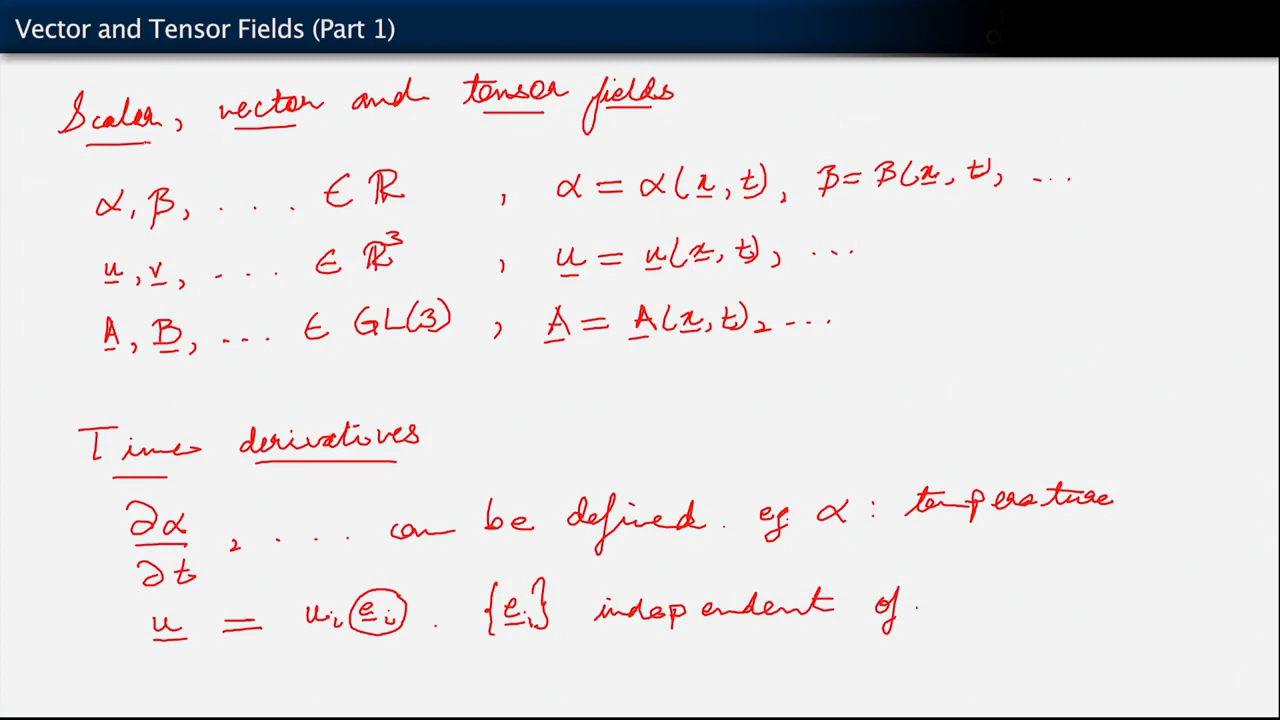 Vector and Tensor Fields (Part 1)
Scalar, vector and tensor fields
α, β, .... ∈ ℝ , α = α(x, t), β = β(x, t), ...
u, v, .... ∈ ℝ³ , u = u(x, t), ...
A, B, .... ∈ GL(3) , A = A(x, t), ...
Time derivatives
∂α/∂t , .... can be defined. eg. α : temperature
u = uᵢ eᵢ . {eᵢ} independent of